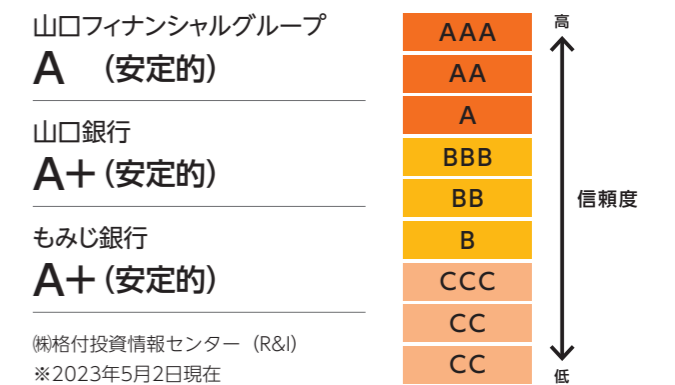 山口フィナンシャルグループ
A （安定的）
山口銀行
A＋（安定的）
もみじ銀行
A＋（安定的）
㈱格付投資情報センター（R&I）
※2023年5月2日現在
AAA
AA
A
BBB
BB
B
CCC
CC
CC
高
信頼度
低